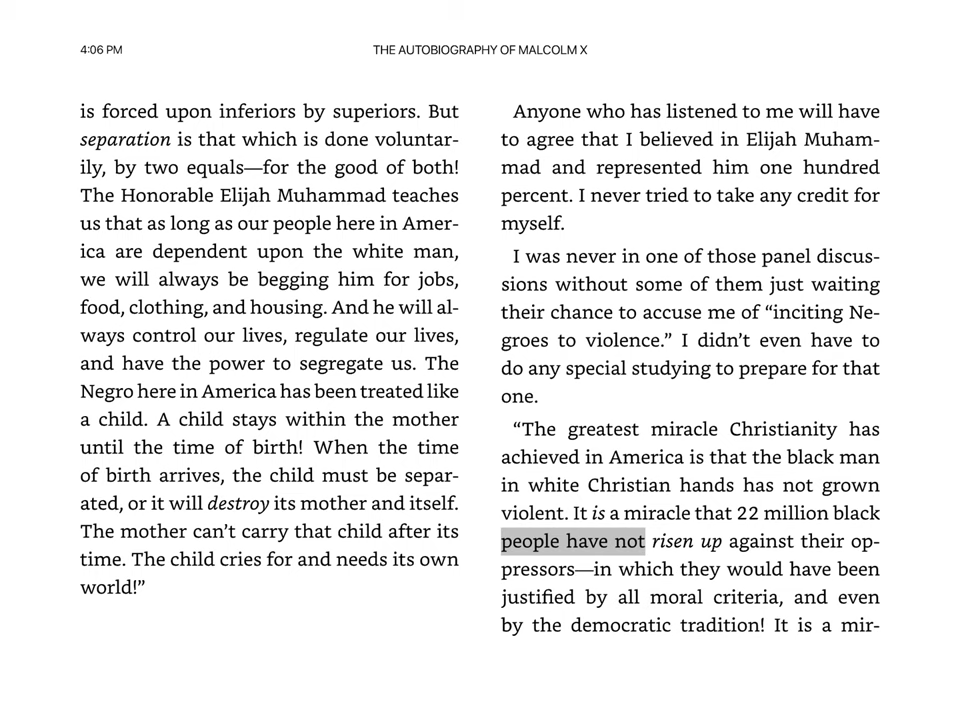 4:06 PM
THE AUTOBIOGRAPHY OF MALCOLM X
is forced upon inferiors by superiors. But
separation is that which is done voluntar-
ily, by two equals—for the good of both!
The Honorable Elijah Muhammad teaches
us that as long as our people here in Amer-
ica are dependent upon the white man,
we will always be begging him for jobs,
food, clothing, and housing. And he will al-
ways control our lives, regulate our lives,
and have the power to segregate us. The
Negro here in America has been treated like
a child. A child stays within the mother
until the time of birth! When the time
of birth arrives, the child must be separ-
ated, or it will destroy its mother and itself.
The mother can’t carry that child after its
time. The child cries for and needs its own
world!”
Anyone who has listened to me will have
to agree that I believed in Elijah Muham-
mad and represented him one hundred
percent. I never tried to take any credit for
myself.
I was never in one of those panel discus-
sions without some of them just waiting
their chance to accuse me of “inciting Ne-
groes to violence.” I didn’t even have to
do any special studying to prepare for that
one.
“The greatest miracle Christianity has
achieved in America is that the black man
in white Christian hands has not grown
violent. It is a miracle that 22 million black
people have not risen up against their op-
pressors—in which they would have been
justified by all moral criteria, and even
by the democratic tradition! It is a mir-